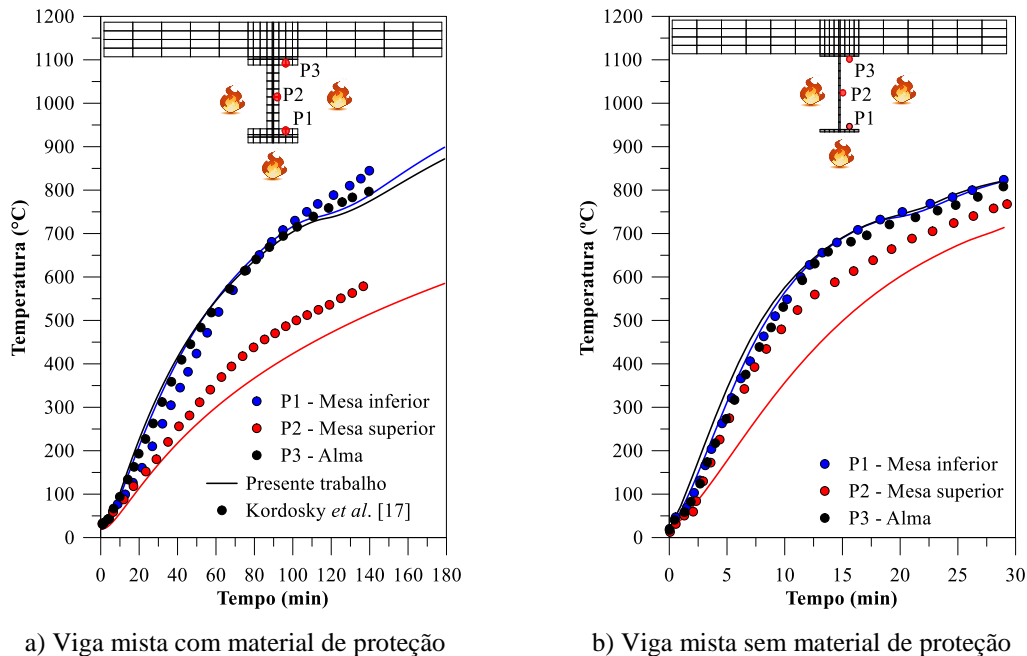 1200
1100
1000
900
800
700
600
500
400
300
200
100
0
Temperatura (°C)
P3
P2
P1
P1 - Mesa inferior
P2 - Mesa superior
P3 - Alma
Presente trabalho
Kordosky et al. [17]
0 20 40 60 80 100 120 140 160 180
Tempo (min)
a) Viga mista com material de proteção
1200
1100
1000
900
800
700
600
500
400
300
200
100
0
Temperatura (°C)
P3
P2
P1
P1 - Mesa inferior
P2 - Mesa superior
P3 - Alma
0 5 10 15 20 25 30
Tempo (min)
b) Viga mista sem material de proteção